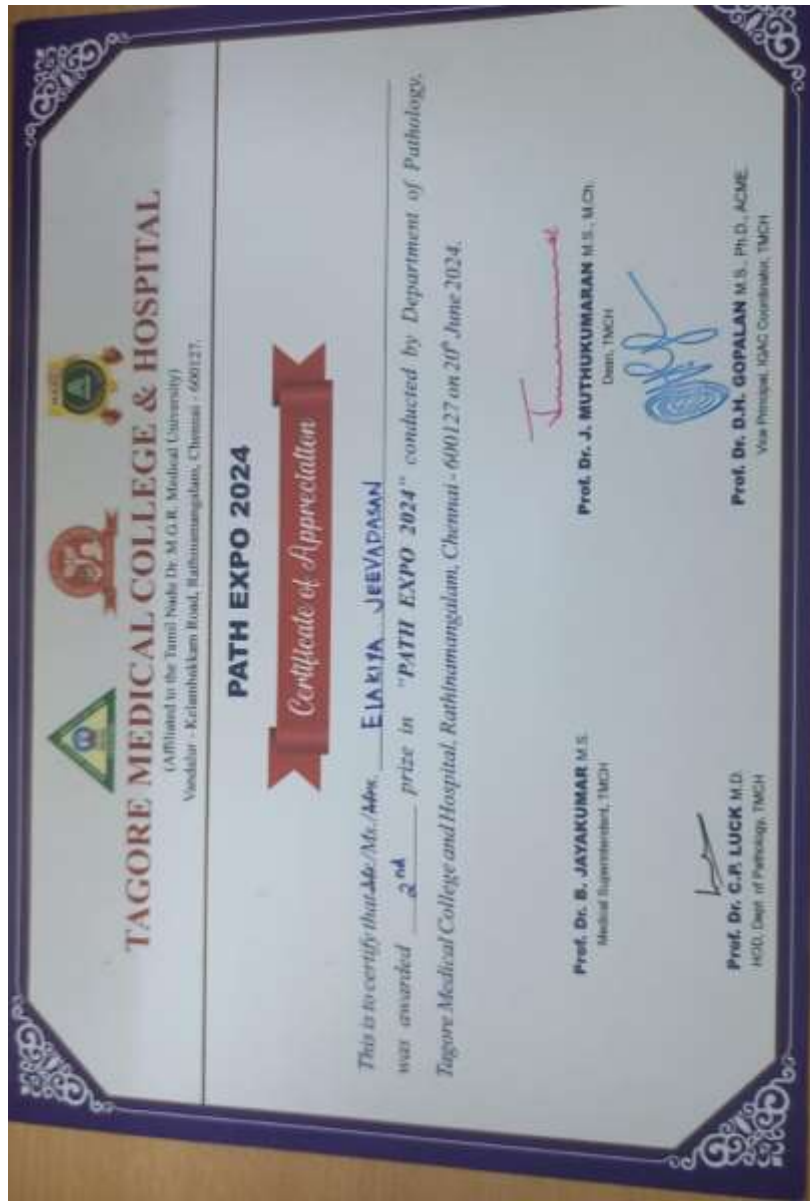 TAGORE MEDICAL COLLEGE & HOSPITAL
(Affiliated to the Tamil Nadu Dr. M.G.R. Medical University)
Vandalur - Kelambakkam Road, Rathinamangalam, Chennai - 600127.
PATH EXPO 2024
Certificate of Appreciation
This is to certify that Mr./Ms./Mrs. ELAKIYA JEEVADASAN
was awarded 2nd prize in "PATH EXPO 2024" conducted by Department of Pathology,
Tagore Medical College and Hospital, Rathinamangalam, Chennai - 600127 on 20th June 2024.
Prof. Dr. B. JAYAKUMAR M.S.
Medical Superintendent, TMCH
Prof. Dr. J. MUTHUKUMARAN M.S., M.Ch.
Dean, TMCH
Prof. Dr. C.P. LUCK M.D.
HOD, Dept. of Pathology, TMCH
Prof. Dr. D.H. GOPALAN M.S., Ph.D., ACME.
Vice Principal, IQAC Coordinator, TMCH